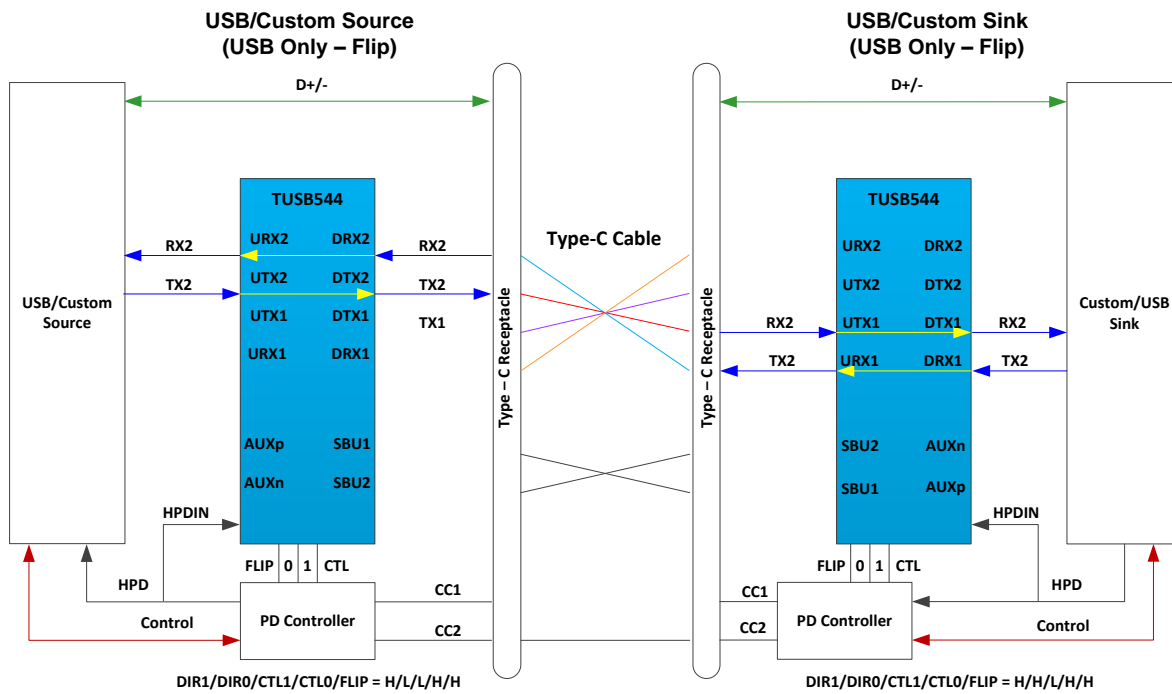 USB/Custom Source
(USB Only – Flip)
USB/Custom Sink
(USB Only – Flip)
D+/-
D+/-
TUSB544
TUSB544
Type-C Cable
RX2
URX2
DRX2
RX2
URX2
DRX2
TX2
UTX2
DTX2
TX2
UTX2
DTX2
USB/Custom
Source
UTX1
DTX1
TX1
RX2
UTX1
DTX1
RX2
Custom/USB
Sink
URX1
DRX1
TX2
URX1
DRX1
TX2
Type – C Receptacle
Type – C Receptacle
AUXp
SBU1
SBU2
AUXn
AUXn
SBU2
SBU1
AUXp
HPDIN
HPDIN
FLIP
0
1
CTL
FLIP
0
1
CTL
HPD
CC1
CC1
HPD
PD Controller
PD Controller
Control
CC2
CC2
Control
DIR1/DIR0/CTL1/CTL0/FLIP = H/L/L/H/H
DIR1/DIR0/CTL1/CTL0/FLIP = H/H/L/H/H